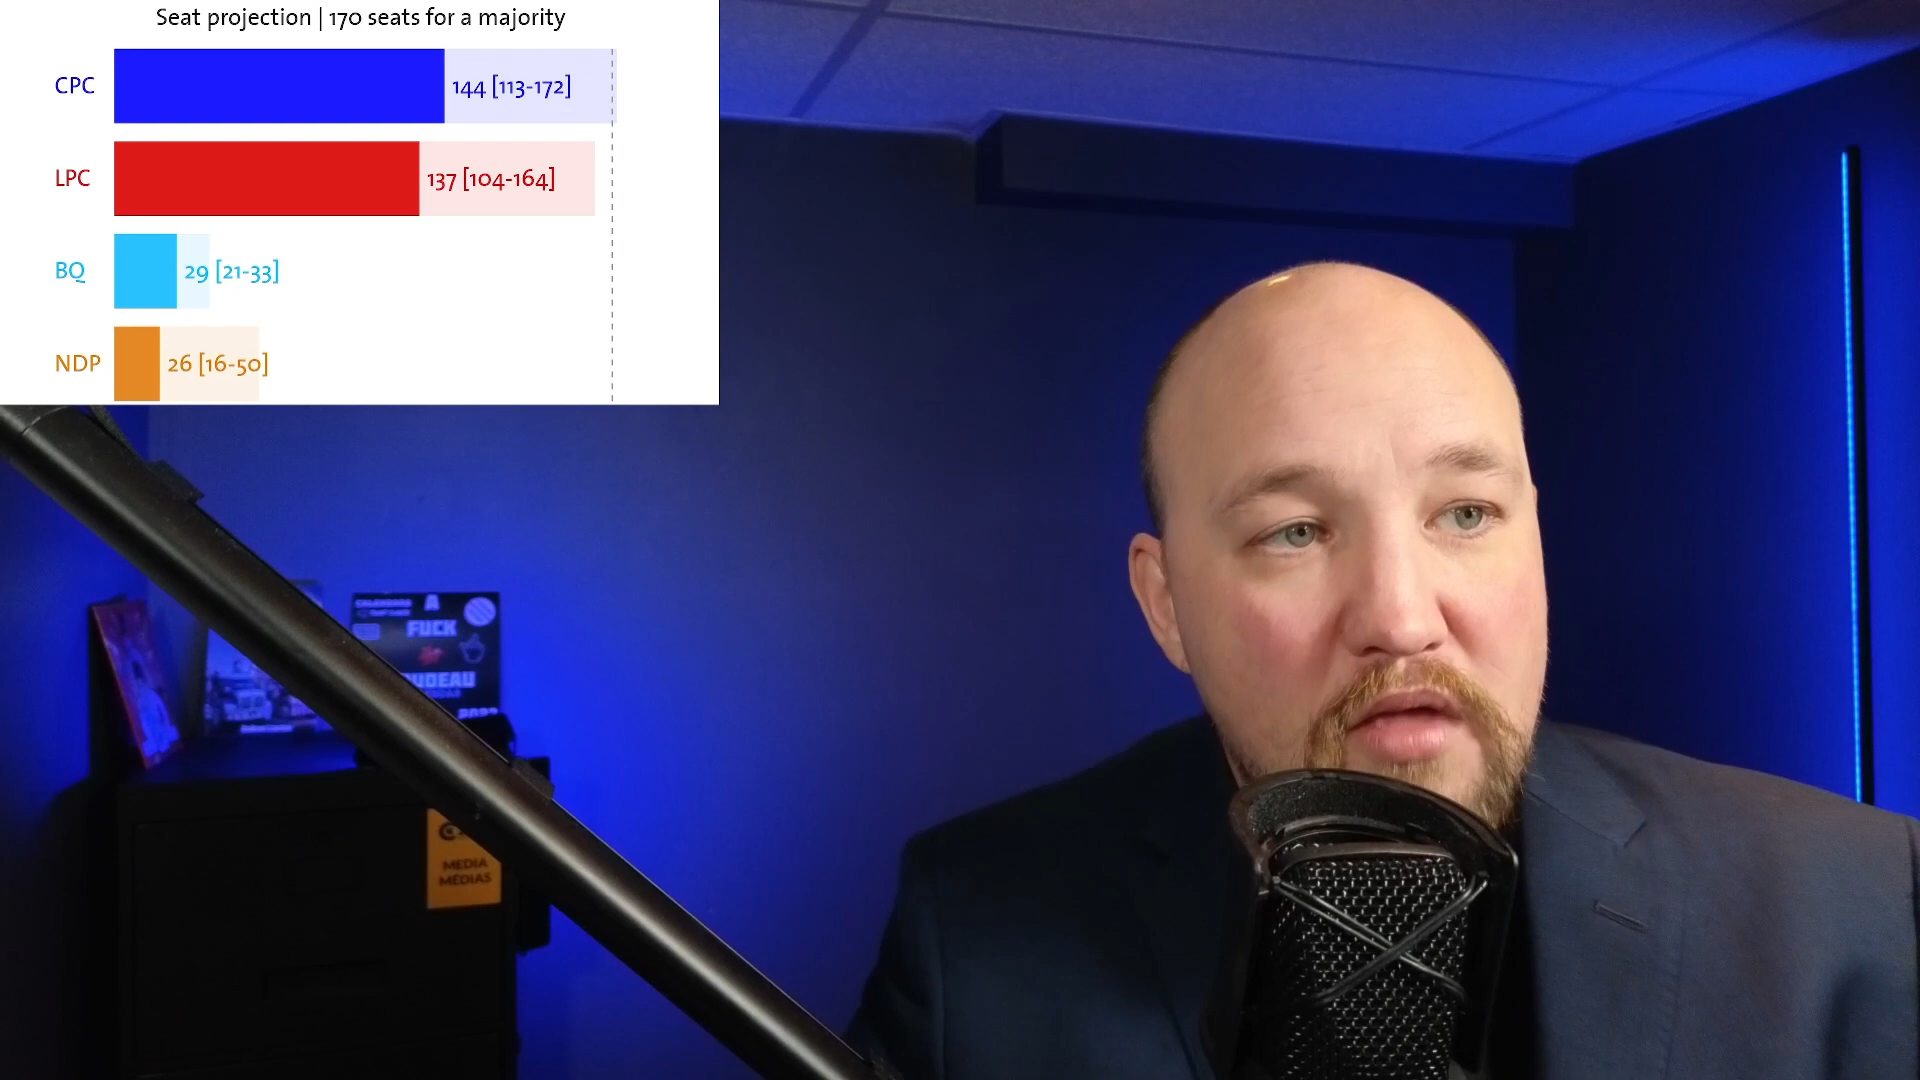 Seat projection | 170 seats for a majority
CPC 144 [113-172]
LPC 137 [104-164]
BQ 29 [21-33]
NDP 26 [16-50]
A
FUCK
UDEAU
2022
MEDIA
MÉDIAS